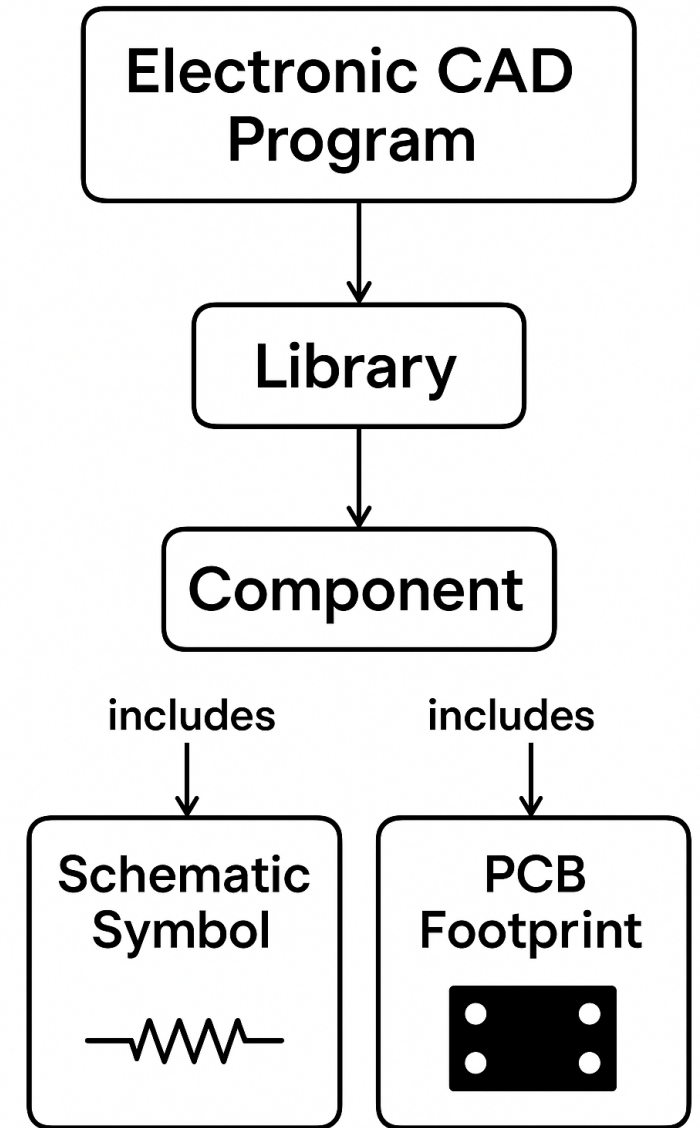 Electronic CAD
Program
Library
Component
includes
includes
Schematic
Symbol
PCB
Footprint